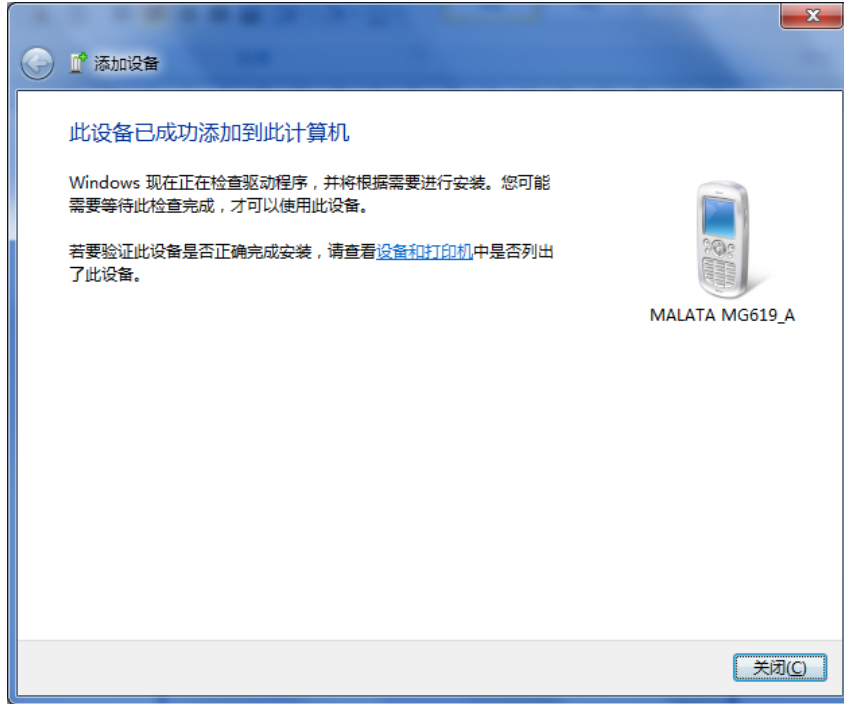 添加设备
此设备已成功添加到此计算机
Windows 现在正在检查驱动程序，并将根据需要进行安装。您可能
需要等待此检查完成，才可以使用此设备。
若要验证此设备是否正确完成安装，请查看设备和打印机中是否列出
了此设备。
MALATA MG619_A
关闭(C)